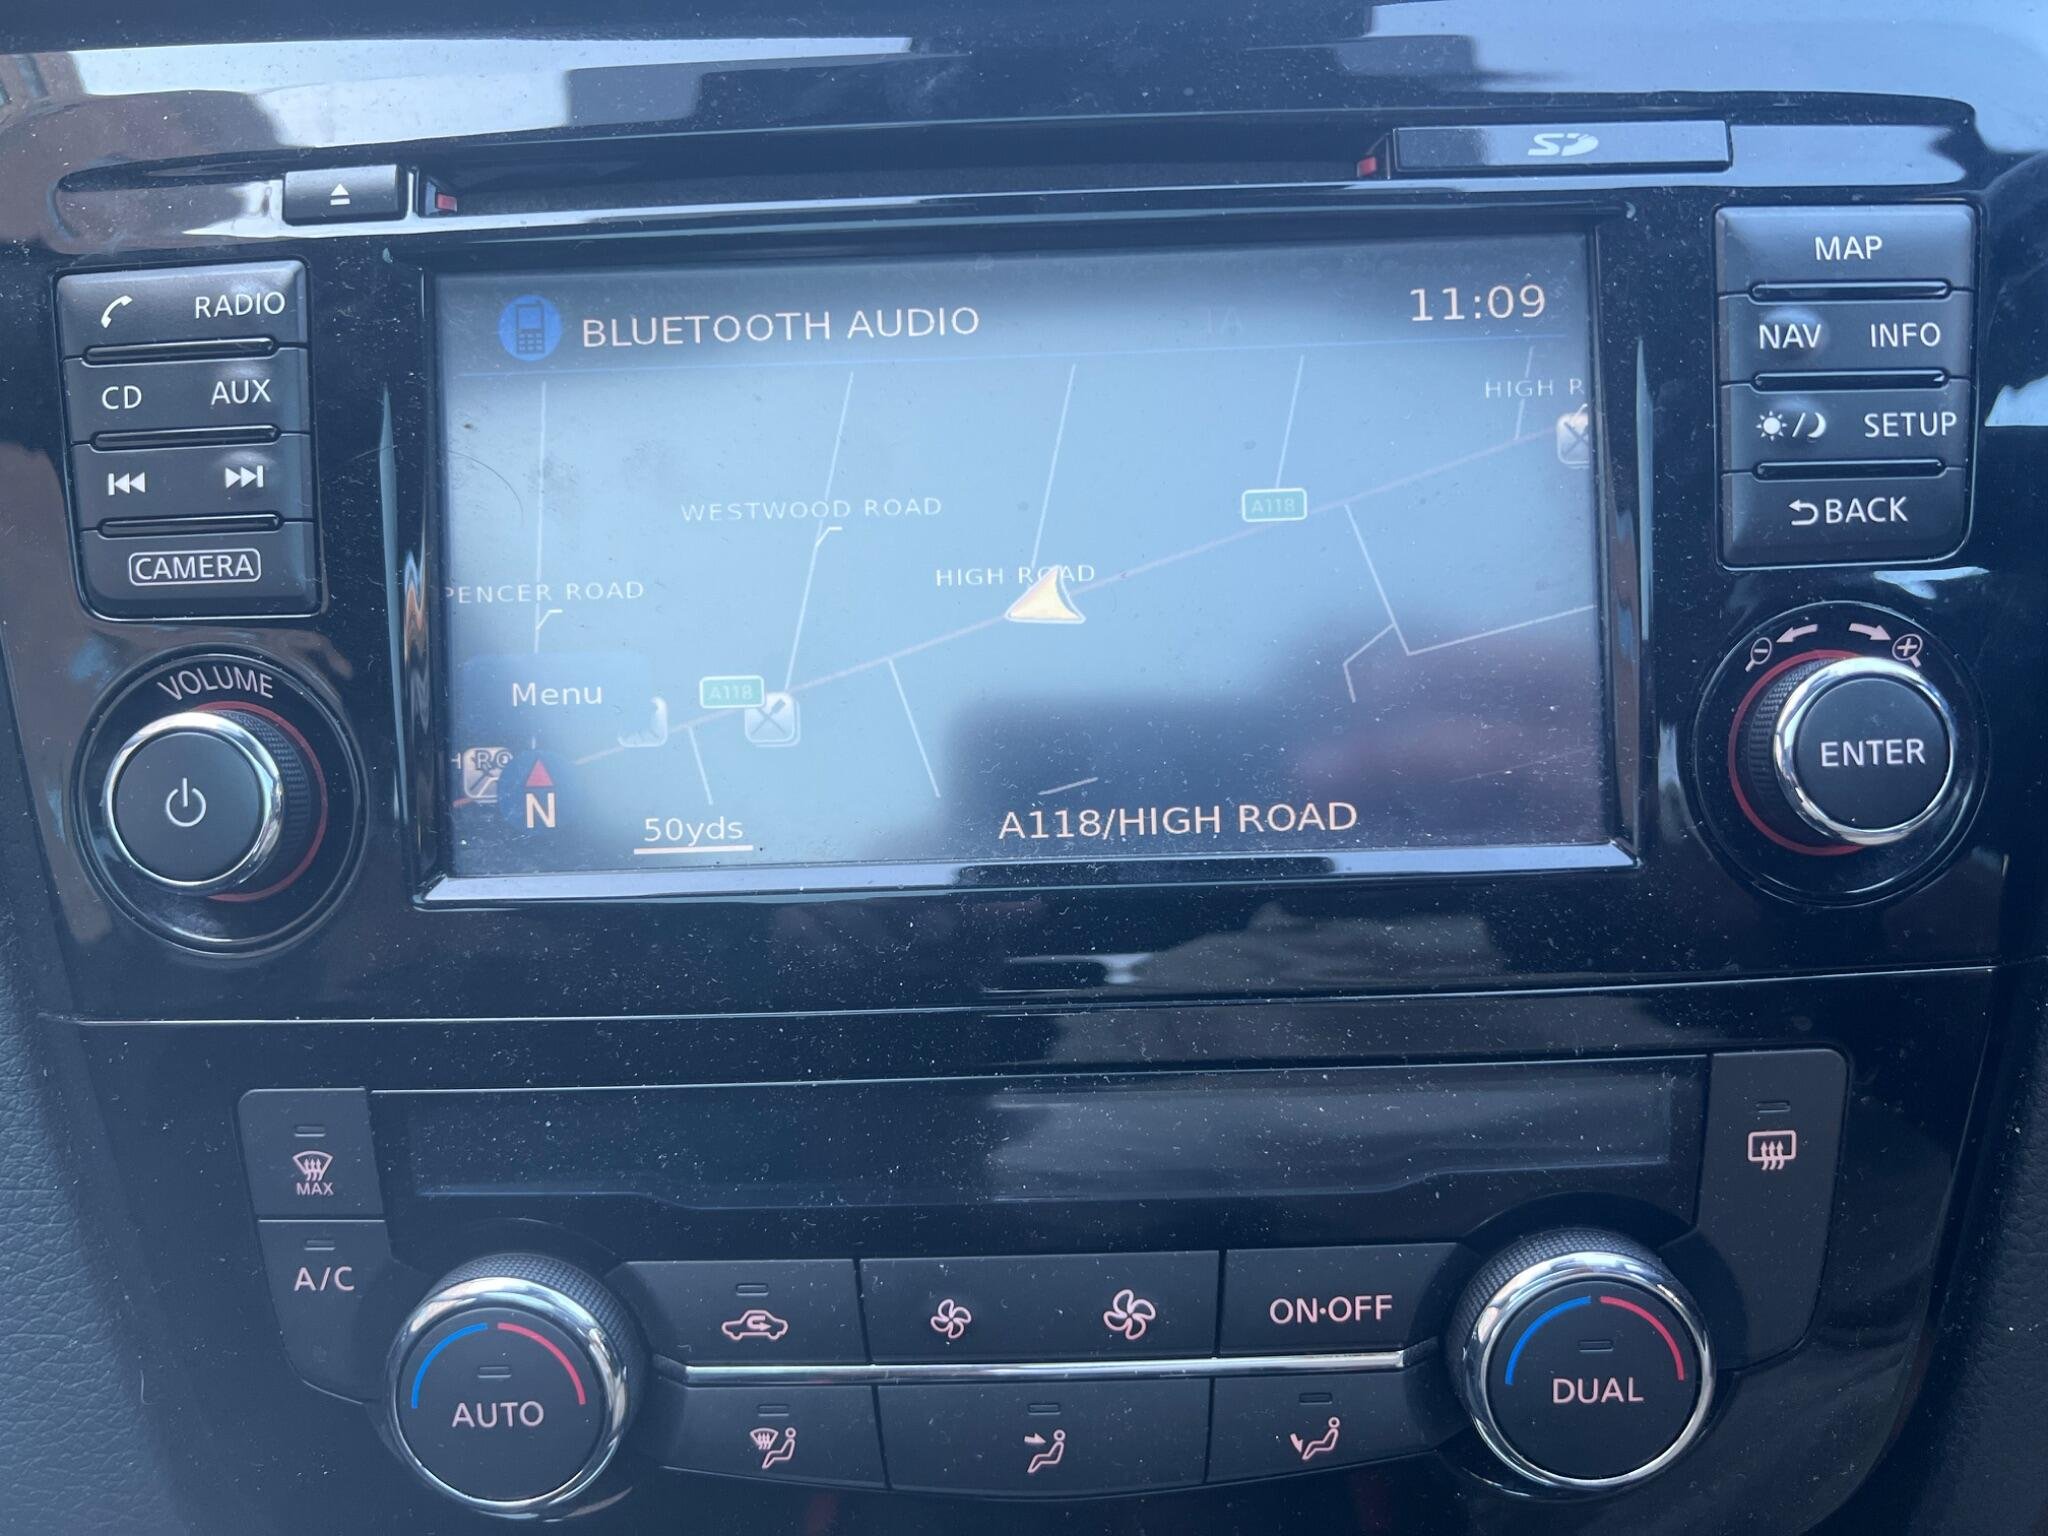 SD
RADIO
CD AUX
CAMERA
VOLUME
BLUETOOTH AUDIO 11:09
HIGH R
WESTWOOD ROAD
A118
HIGH ROAD
PENCER ROAD
Menu
A118
H RO
N
50yds
A118/HIGH ROAD
MAP
NAV INFO
SETUP
BACK
ENTER
MAX
A/C
AUTO
ON•OFF
DUAL